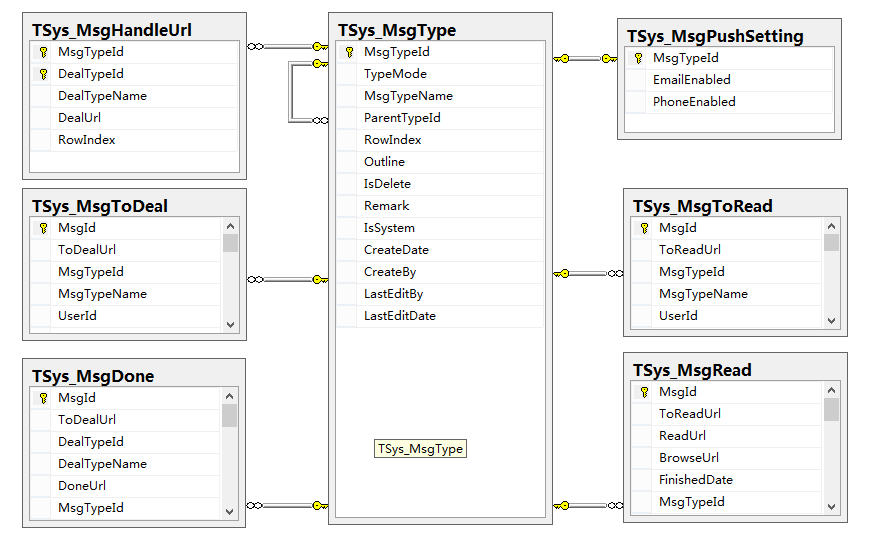 TSys_MsgHandleUrl
MsgTypeId
DealTypeId
DealTypeName
DealUrl
RowIndex
TSys_MsgToDeal
MsgId
ToDealUrl
MsgTypeId
MsgTypeName
UserId
TSys_MsgDone
MsgId
ToDealUrl
DealTypeId
DealTypeName
DoneUrl
MsgTypeId
TSys_MsgType
MsgTypeId
TypeMode
MsgTypeName
ParentTypeId
RowIndex
Outline
IsDelete
Remark
IsSystem
CreateDate
CreateBy
LastEditBy
LastEditDate
TSys_MsgType
TSys_MsgPushSetting
MsgTypeId
EmailEnabled
PhoneEnabled
TSys_MsgToRead
MsgId
ToReadUrl
MsgTypeId
MsgTypeName
UserId
TSys_MsgRead
MsgId
ToReadUrl
ReadUrl
BrowseUrl
FinishedDate
MsgTypeId